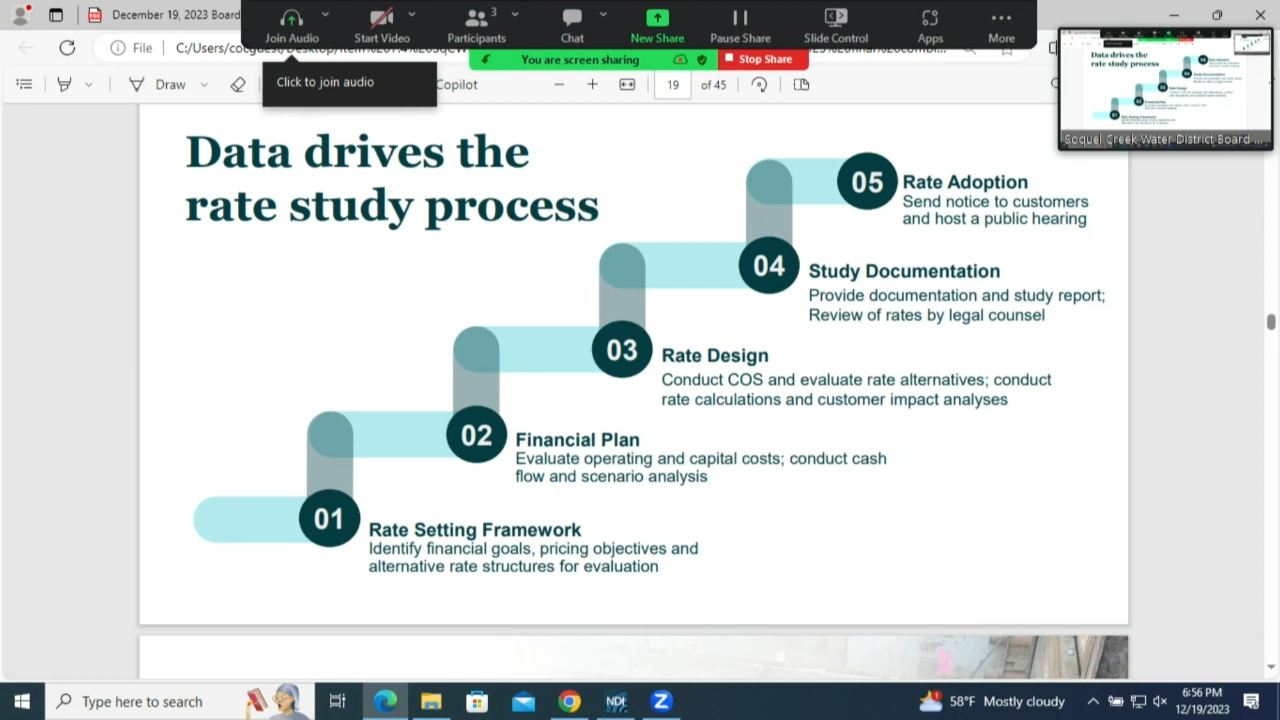 December 19, 2023 Board
Join Audio
Start Video
3
Participants
Chat
New Share
Pause Share
Slide Control
Apps
More
File
Click to join audio
You are screen sharing
Stop Share
Draw
Copilot
19
of 45
Soquel Creek Water District Board ...
Data drives the
rate study process
05
Rate Adoption
Send notice to customers
and host a public hearing
04
Study Documentation
Provide documentation and study report;
Review of rates by legal counsel
03
Rate Design
Conduct COS and evaluate rate alternatives; conduct
rate calculations and customer impact analyses
02
Financial Plan
Evaluate operating and capital costs; conduct cash
flow and scenario analysis
01
Rate Setting Framework
Identify financial goals, pricing objectives and
alternative rate structures for evaluation
Type here to search
NDI
1
58°F Mostly cloudy
6:56 PM
12/19/2023